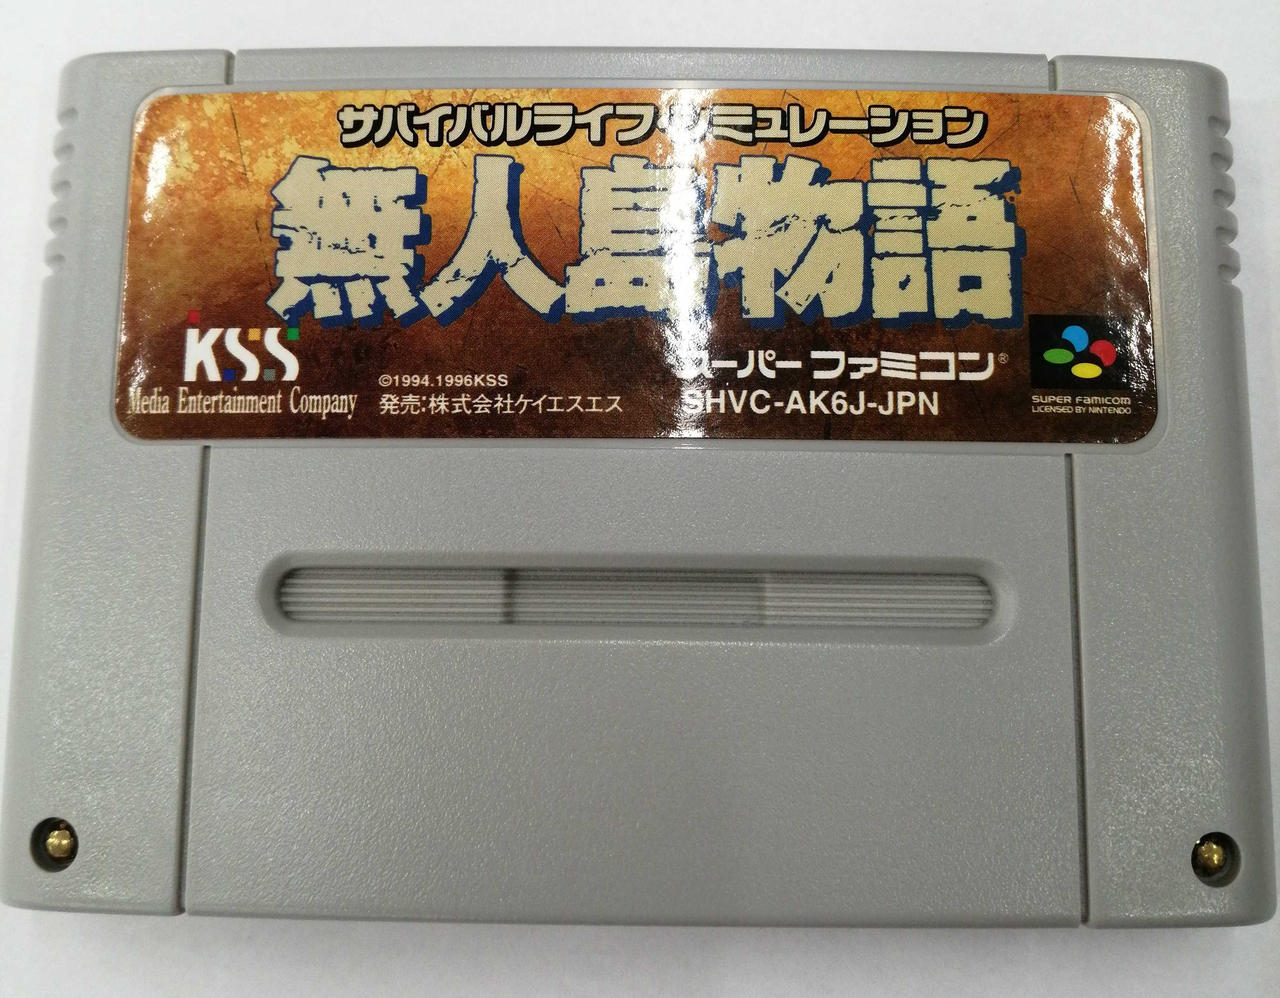 サバイバルライフ・シミュレーション
無人島物語
KSS
Media Entertainment Company
©1994.1996KSS
発売:株式会社ケイエスエス
スーパーファミコン®
SHVC-AK6J-JPN
SUPER FAMICOM
LICENSED BY NINTENDO